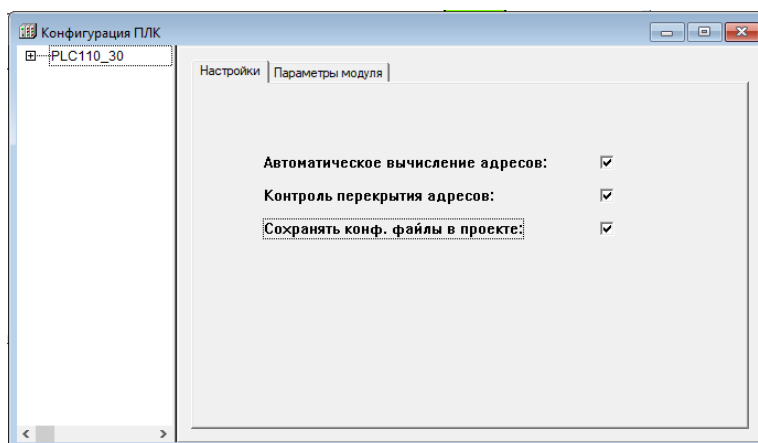 Конфигурация ПЛК
PLC110_30
Настройки
Параметры модуля
Автоматическое вычисление адресов:
Контроль перекрытия адресов:
Сохранять конф. файлы в проекте: